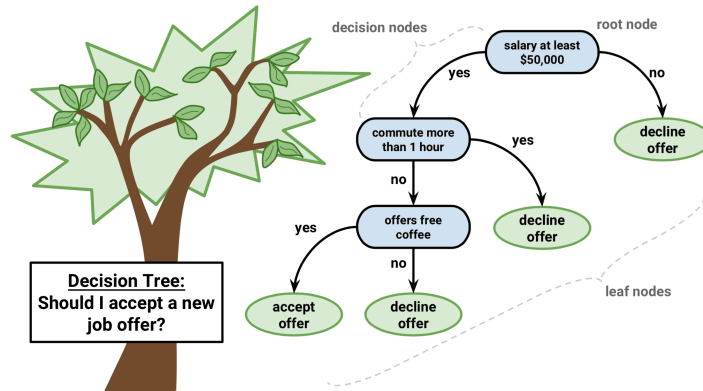 decision nodes
root node
salary at least
$50,000
yes
no
commute more
than 1 hour
decline
offer
yes
no
offers free
coffee
decline
offer
yes
no
Decision Tree:
Should I accept a new
job offer?
accept
offer
decline
offer
leaf nodes